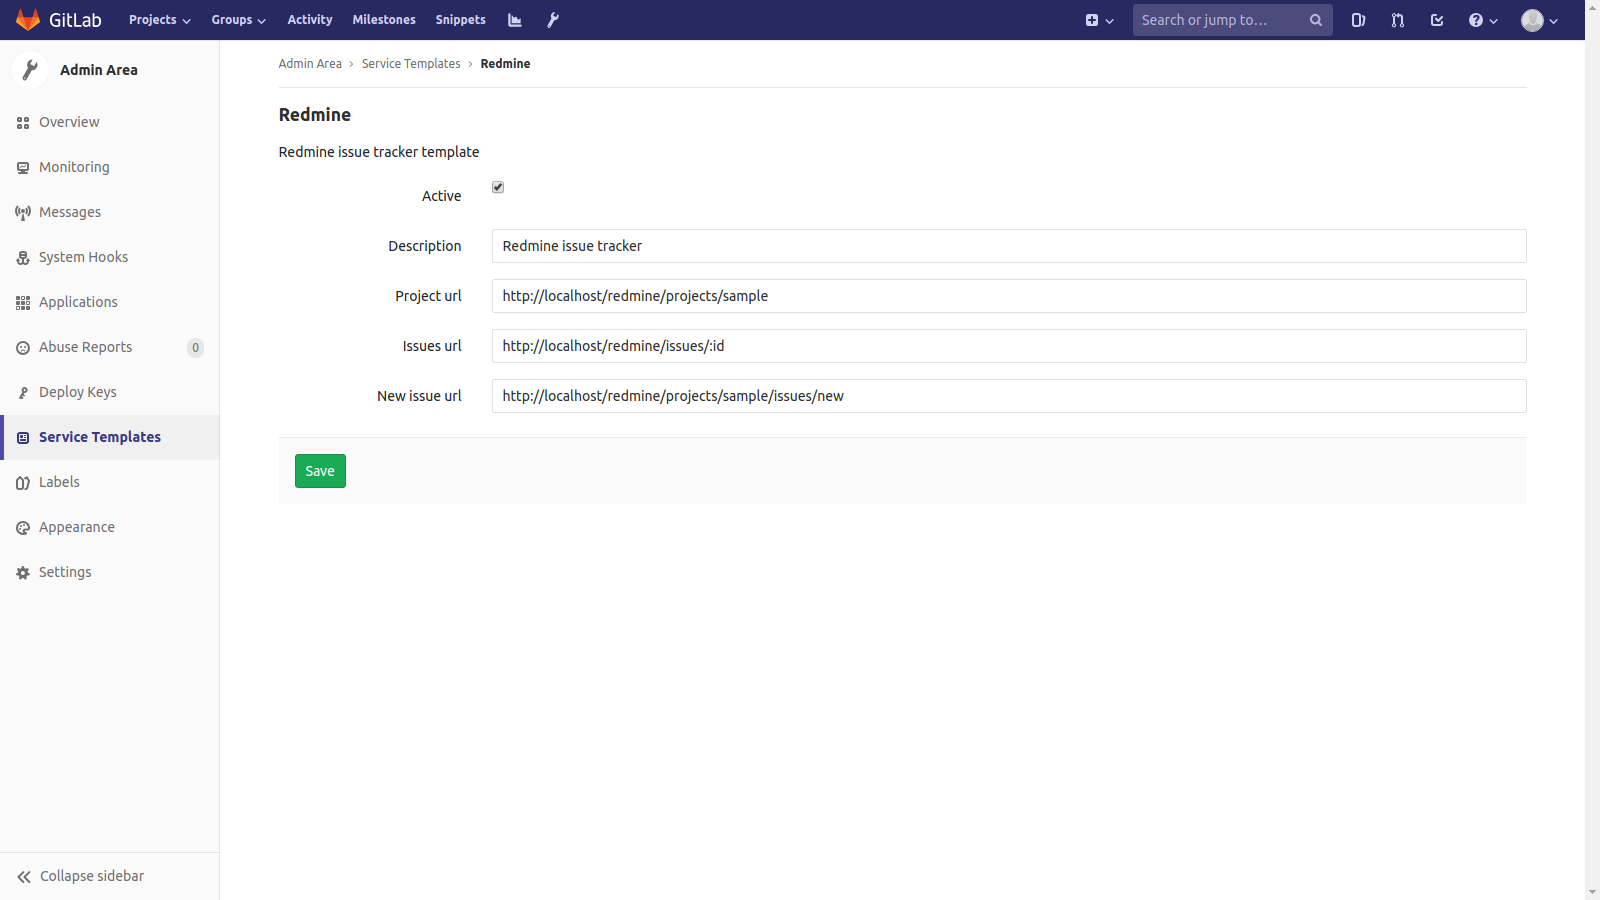 GitLab Projects Groups Activity Milestones Snippets Search or jump to...
Admin Area
Overview
Monitoring
Messages
System Hooks
Applications
Abuse Reports 0
Deploy Keys
Service Templates
Labels
Appearance
Settings
Collapse sidebar
Admin Area › Service Templates › Redmine
Redmine
Redmine issue tracker template
Active
Description Redmine issue tracker
Project url http://localhost/redmine/projects/sample
Issues url http://localhost/redmine/issues/:id
New issue url http://localhost/redmine/projects/sample/issues/new
Save